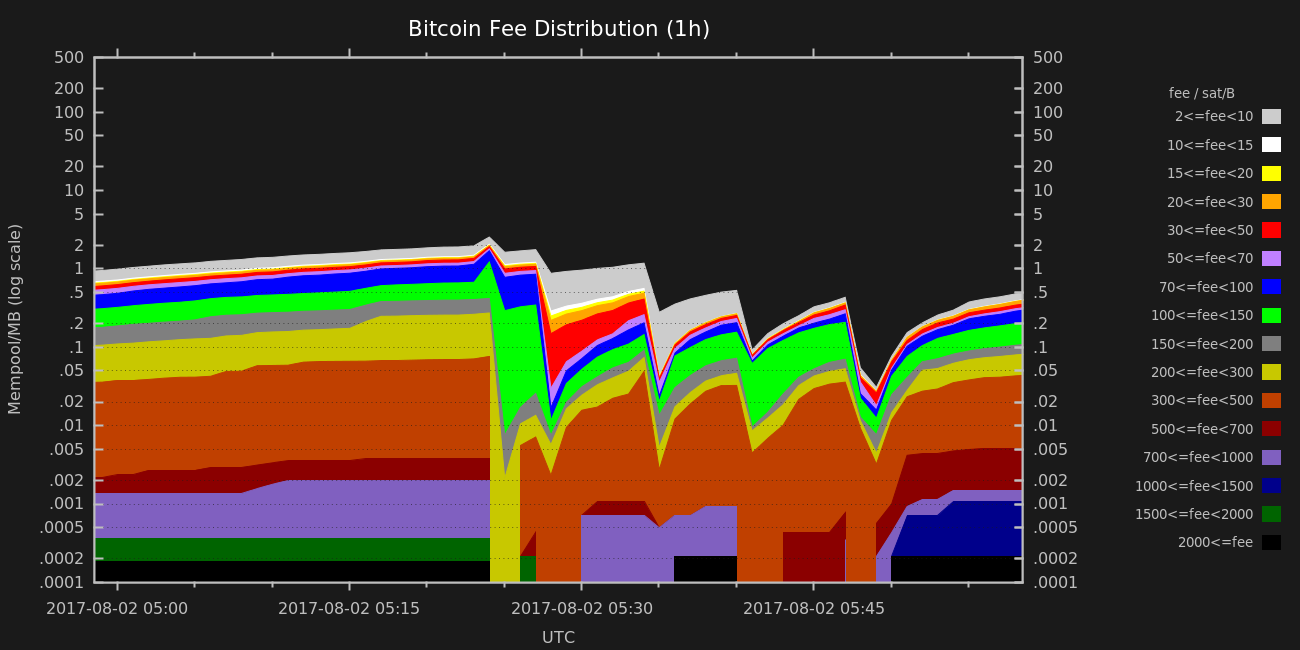 Bitcoin Fee Distribution (1h)
500 500
200 200
100 100
50 50
20 20
10 10
5 5
2 2
1 1
.5 .5
.2 .2
.1 .1
.05 .05
.02 .02
.01 .01
.005 .005
.002 .002
.001 .001
.0005 .0005
.0002 .0002
.0001 .0001
Mempool/MB (log scale)
2017-08-02 05:00 2017-08-02 05:15 2017-08-02 05:30 2017-08-02 05:45
UTC
fee / sat/B
2<=fee<10
10<=fee<15
15<=fee<20
20<=fee<30
30<=fee<50
50<=fee<70
70<=fee<100
100<=fee<150
150<=fee<200
200<=fee<300
300<=fee<500
500<=fee<700
700<=fee<1000
1000<=fee<1500
1500<=fee<2000
2000<=fee